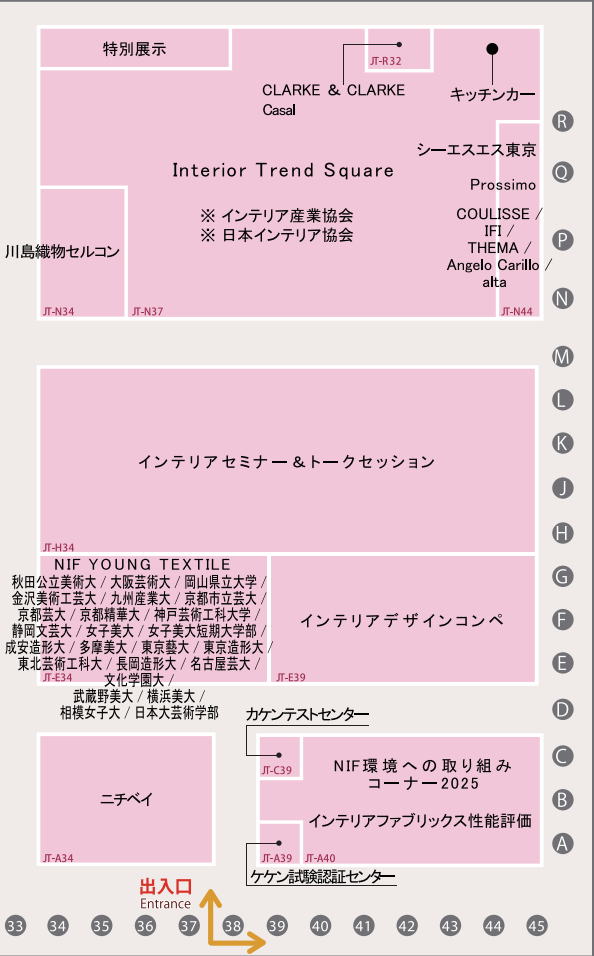 特別展示
JT-R32
CLARKE & CLARKE
Casal
キッチンカー
R
シーエスエス東京
Interior Trend Square
Q
Prossimo
※ インテリア産業協会
※ 日本インテリア協会
COULISSE /
IFI /
THEMA /
Angelo Carillo /
alta
P
川島織物セルコン
N
JT-N34
JT-N37
JT-N44
M
L
K
インテリアセミナー＆トークセッション
J
H
JT-H34
NIF YOUNG TEXTILE
秋田公立美術大 / 大阪芸術大 / 岡山県立大学 /
金沢美術工芸大 / 九州産業大 / 京都市立芸大 /
京都芸大 / 京都精華大 / 神戸芸術工科大学 /
静岡文芸大 / 女子美大 / 女子美大短期大学部 /
成安造形大 / 多摩美大 / 東京藝大 / 東京造形大 /
東北芸術工科大 / 長岡造形大 / 名古屋芸大 /
文化学園大 /
武蔵野美大 / 横浜美大 /
相模女子大 / 日本大芸術学部
JT-E34
G
インテリアデザインコンペ
F
E
JT-E39
D
カケンテストセンター
JT-C39
NIF環境への取り組み
コーナー2025
C
ニチベイ
B
インテリアファブリックス性能評価
A
JT-A34
JT-A39
JT-A40
ケケン試験認証センター
出入口
Entrance
33 34 35 36 37 38 39 40 41 42 43 44 45